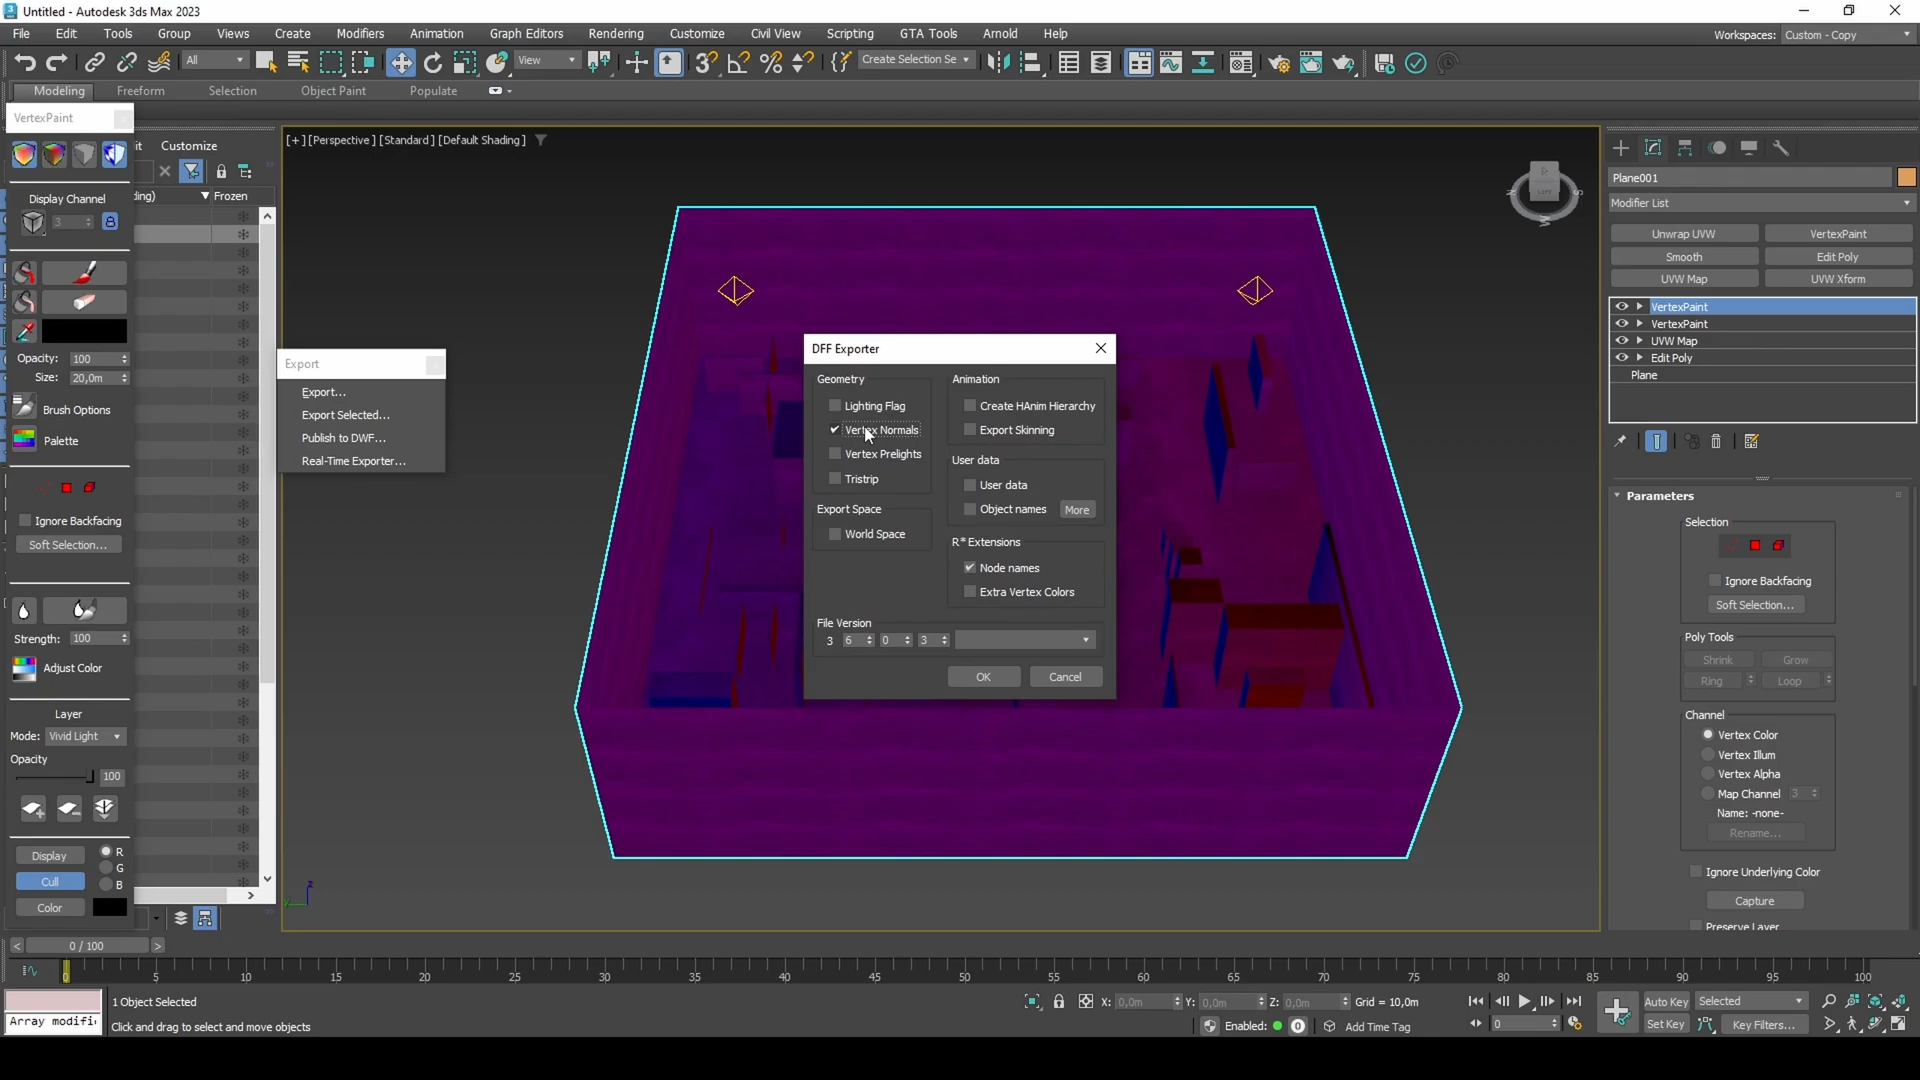 Untitled - Autodesk 3ds Max 2023
File Edit Tools Group Views Create Modifiers Animation Graph Editors Rendering Customize Civil View Scripting GTA Tools Arnold Help
Workspaces: Custom - Copy
All View Create Selection Se
Modeling Freeform Selection Object Paint Populate
VertexPaint
it Customize
Display Channel
3
ding) Frozen
Opacity: 100
Size: 20,0m
Brush Options
Palette
Ignore Backfacing
Soft Selection...
Strength: 100
Adjust Color
Layer
Mode: Vivid Light
Opacity
100
Display R
G
Cull B
Color
[+] [Perspective] [Standard] [Default Shading]
Export
Export...
Export Selected...
Publish to DWF...
Real-Time Exporter...
DFF Exporter
Geometry
Lighting Flag
Vertex Normals
Vertex Prelights
Tristrip
Export Space
World Space
Animation
Create HAnim Hierarchy
Export Skinning
User data
User data
Object names More
R* Extensions
Node names
Extra Vertex Colors
File Version
3 6 0 3
OK Cancel
Plane001
Modifier List
Unwrap UVW VertexPaint
Smooth Edit Poly
UVW Map UVW Xform
VertexPaint
VertexPaint
UVW Map
Edit Poly
Plane
Parameters
Selection
Ignore Backfacing
Soft Selection...
Poly Tools
Shrink Grow
Ring Loop
Channel
Vertex Color
Vertex Illum
Vertex Alpha
Map Channel 3
Name: -none-
Rename...
Ignore Underlying Color
Capture
Preserve Layer
< 0 / 100 >
0 5 10 15 20 25 30 35 40 45 50 55 60 65 70 75 80 85 90 95 100
1 Object Selected
X: 0,0m Y: 0,0m Z: 0,0m Grid = 10,0m
Auto Key Selected
Array modifi
Click and drag to select and move objects
Enabled: 0 Add Time Tag
0
Set Key Key Filters...